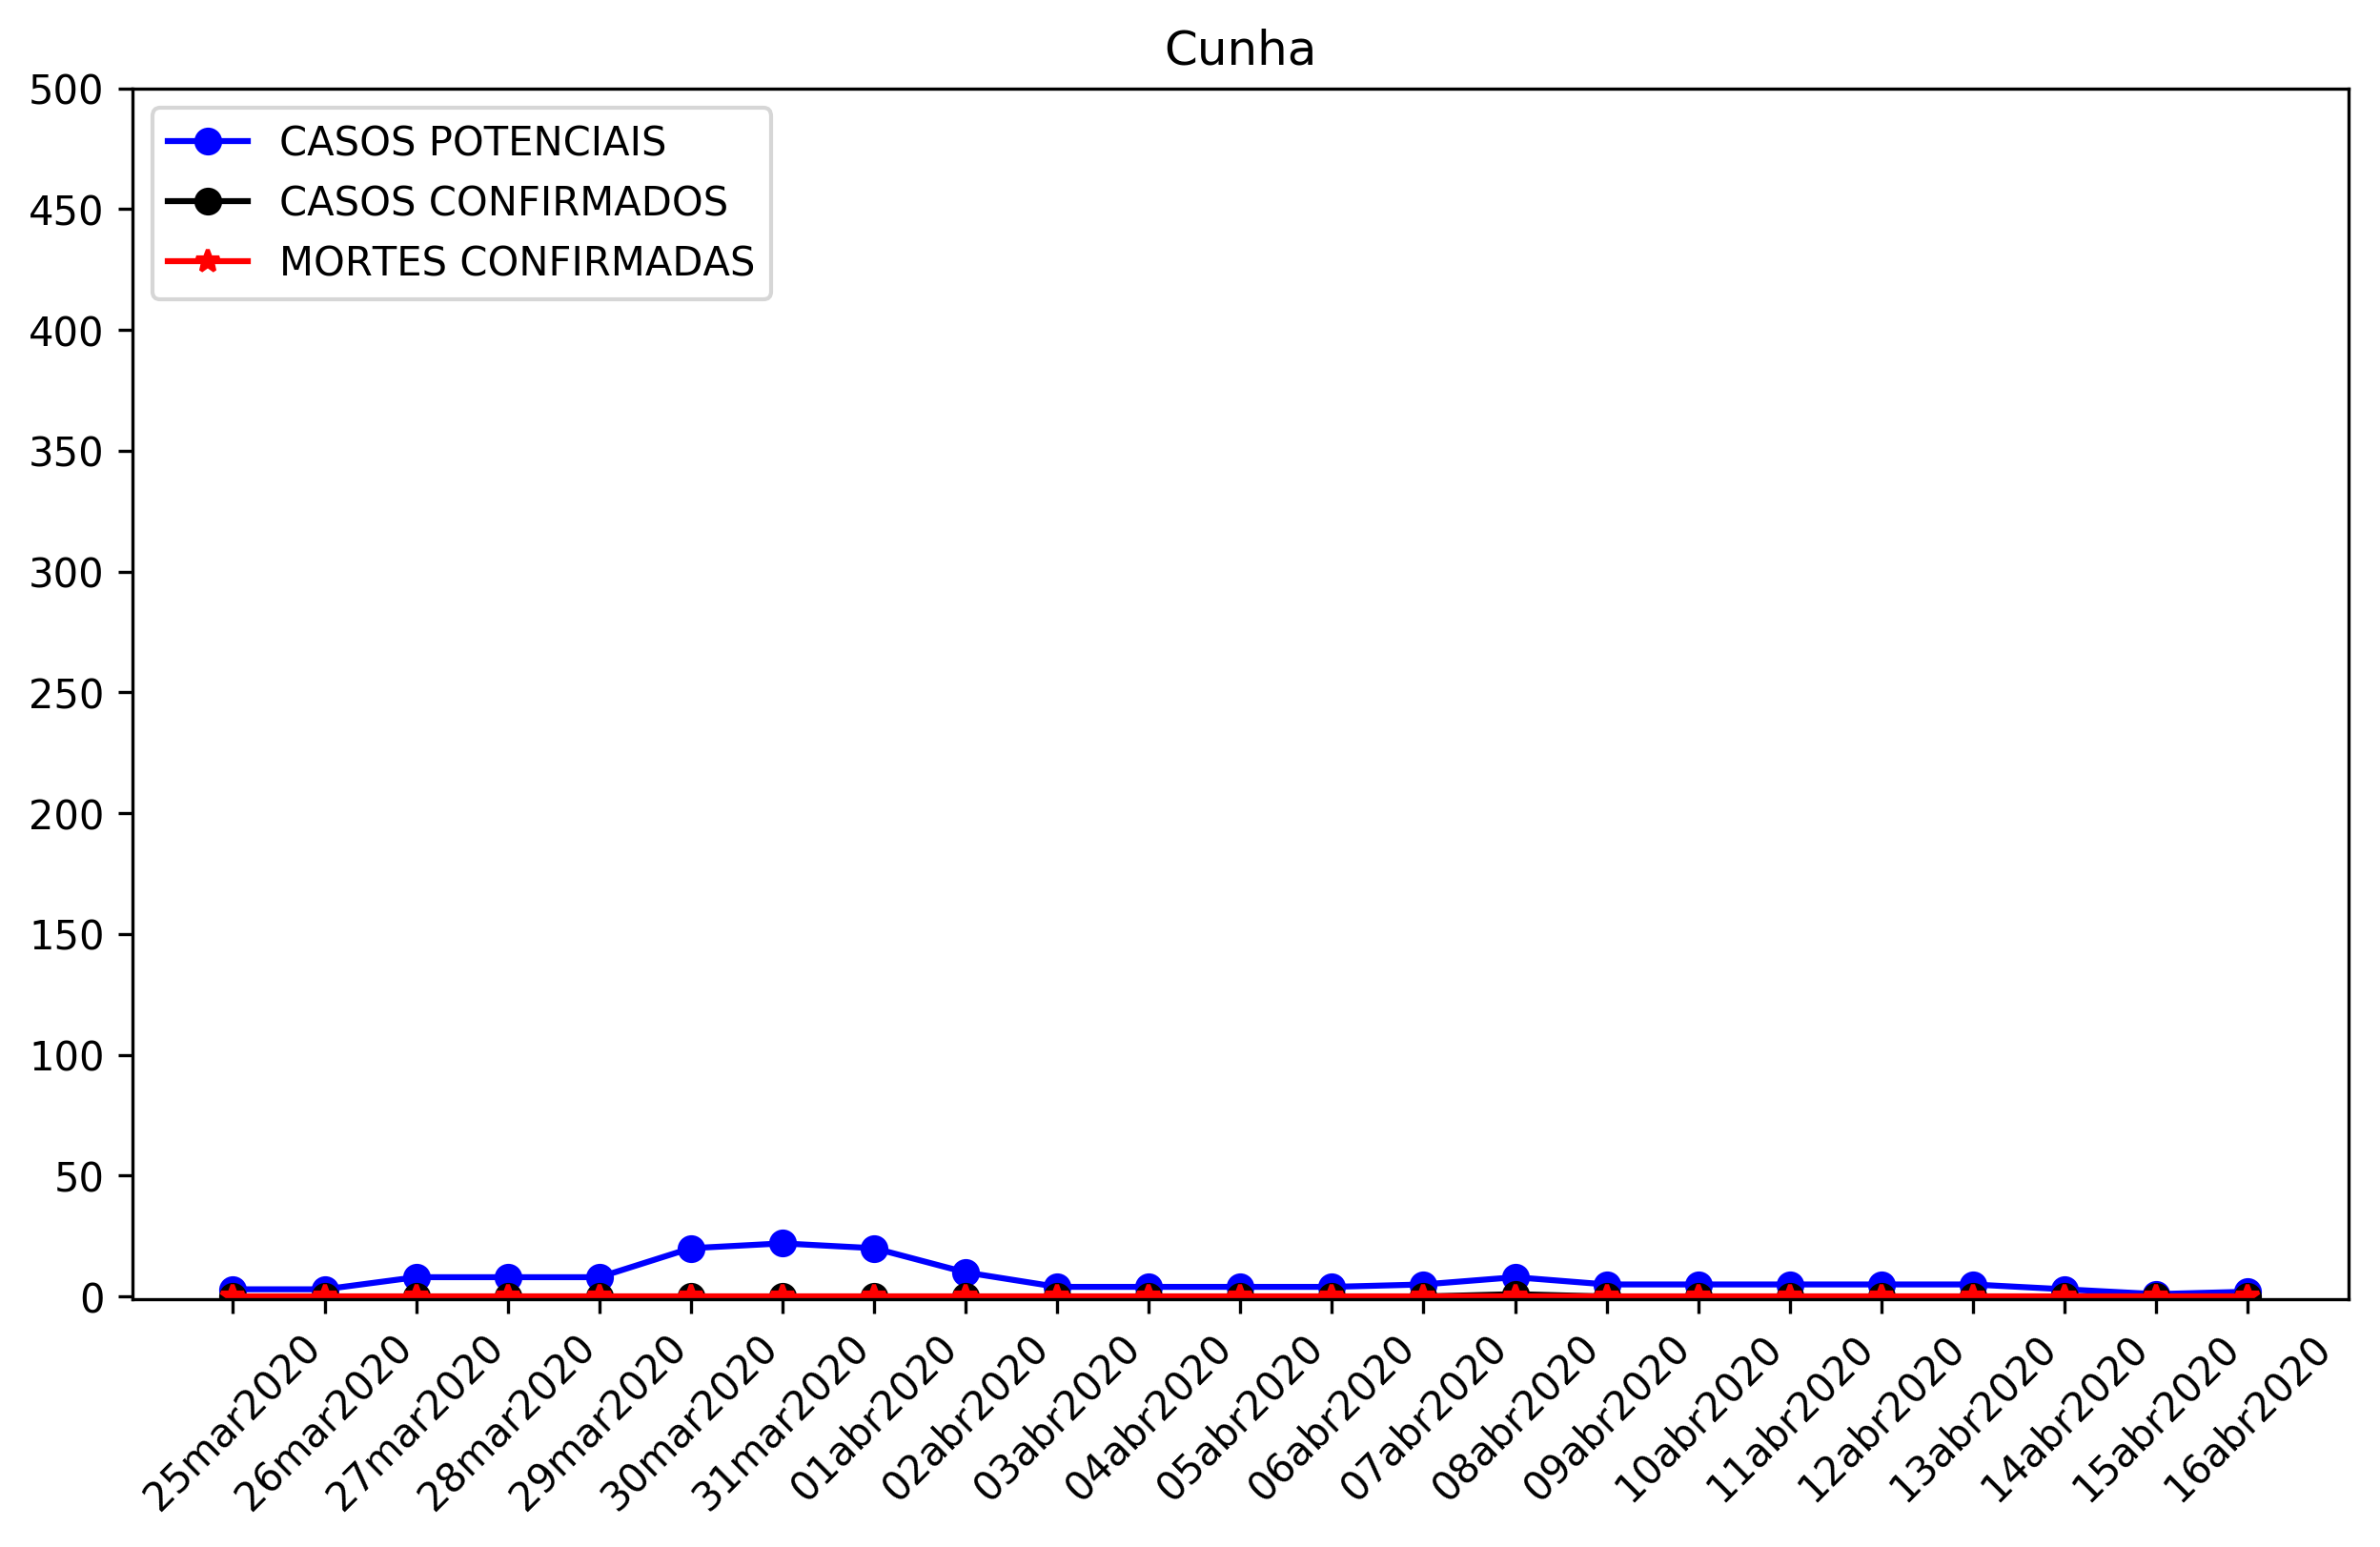 Cunha
500
450
400
350
300
250
200
150
100
50
0
CASOS POTENCIAIS
CASOS CONFIRMADOS
MORTES CONFIRMADAS
25mar2020
26mar2020
27mar2020
28mar2020
29mar2020
30mar2020
31mar2020
01abr2020
02abr2020
03abr2020
04abr2020
05abr2020
06abr2020
07abr2020
08abr2020
09abr2020
10abr2020
11abr2020
12abr2020
13abr2020
14abr2020
15abr2020
16abr2020